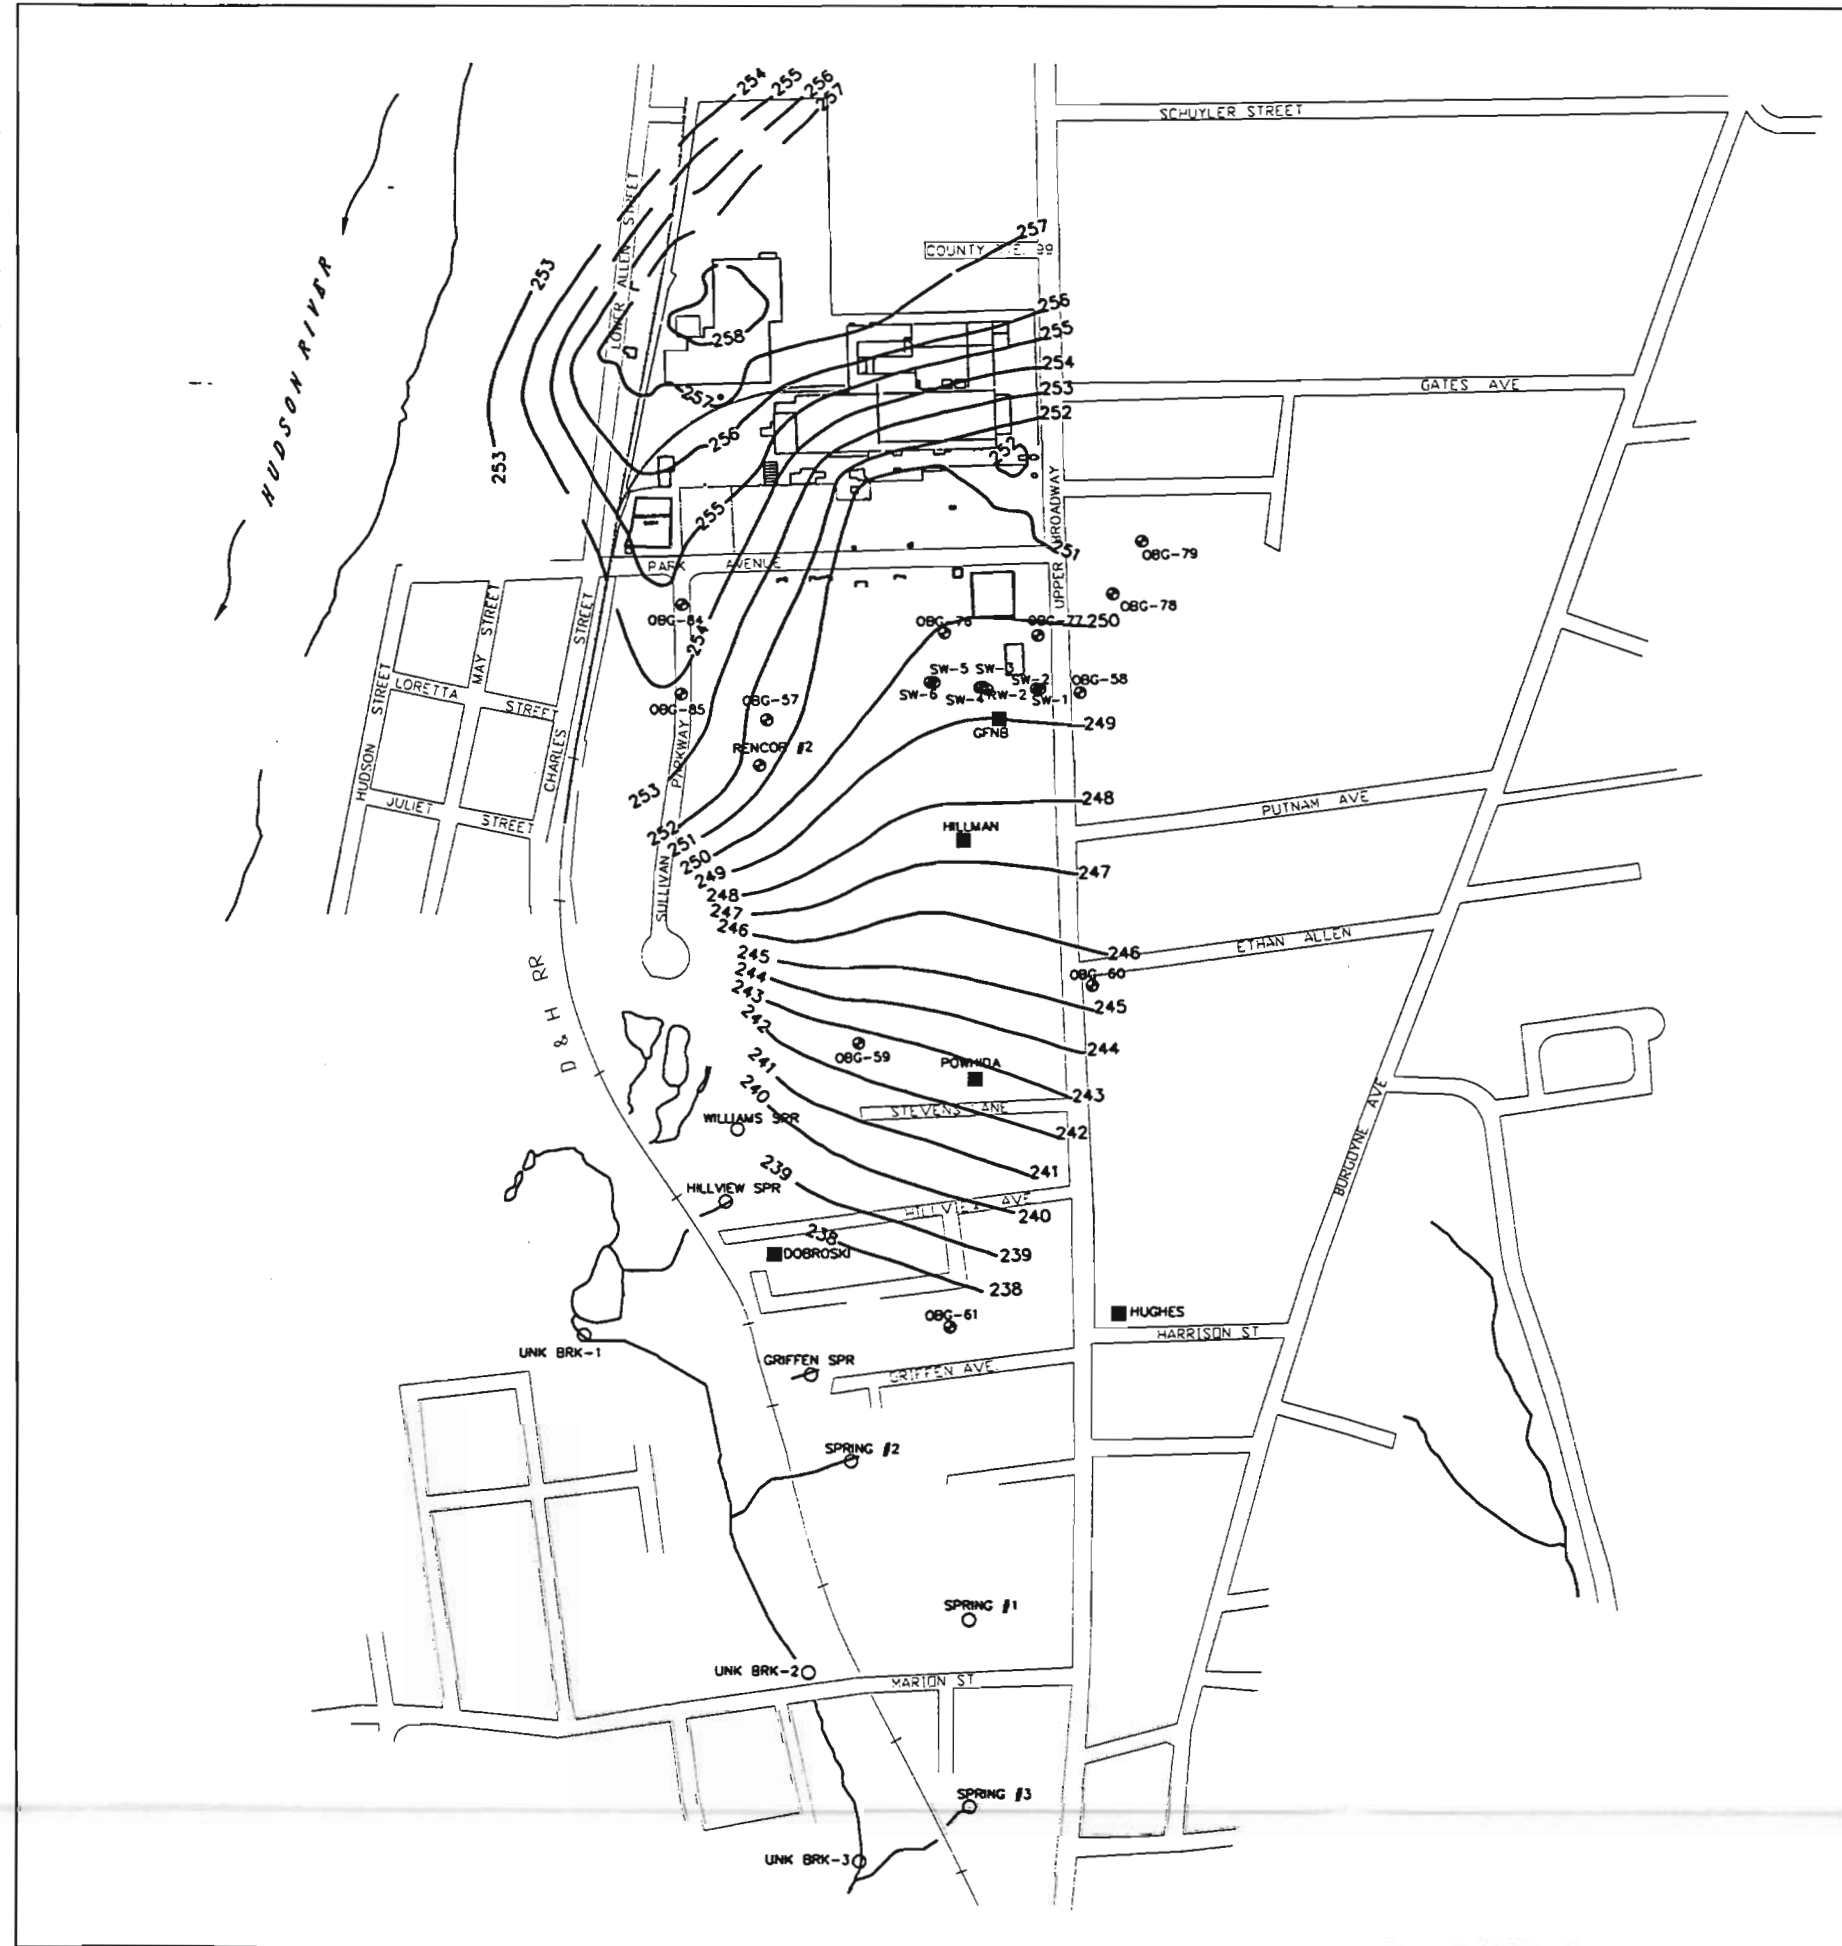 254
255
256
257
SCHUYLER STREET
HUDSON RIVER
LOWER ALLEN STREET
257
COUNTY 99
253
256
255
258
254
GATES AVE
253
257
252
256
253
252
255
UPPER BROADWAY
251
OBG-79
PARK AVENUE
OBG-78
OBG-84
OBG-76
OBG-77
250
254
MAY STREET
CHARLES STREET
HUDSON STREET
LORETTA STREET
SW-5
SW-3
SW-2
OBG-58
SW-6
SW-4
RW-2
SW-1
OBG-85
OBG-57
249
GFNB
RENCOR #2
SULLIVAN PARKWAY
253
JULIET STREET
248
PUTNAM AVE
252
251
HILLMAN
250
249
247
248
247
246
ETHAN ALLEN
246
245
D & H RR
244
OBG-60
243
245
242
OBG-59
244
241
POWHIDA
240
243
STEVENS LANE
WILLIAMS SPR
242
BURGOYNE AVE
239
241
HILLVIEW SPR
HILLVIEW AVE
240
238
DOBROSKI
239
238
OBG-61
HUGHES
HARRISON ST
UNK BRK-1
GRIFFEN SPR
GRIFFEN AVE.
SPRING #2
SPRING #1
UNK BRK-2
MARION ST
SPRING #3
UNK BRK-3